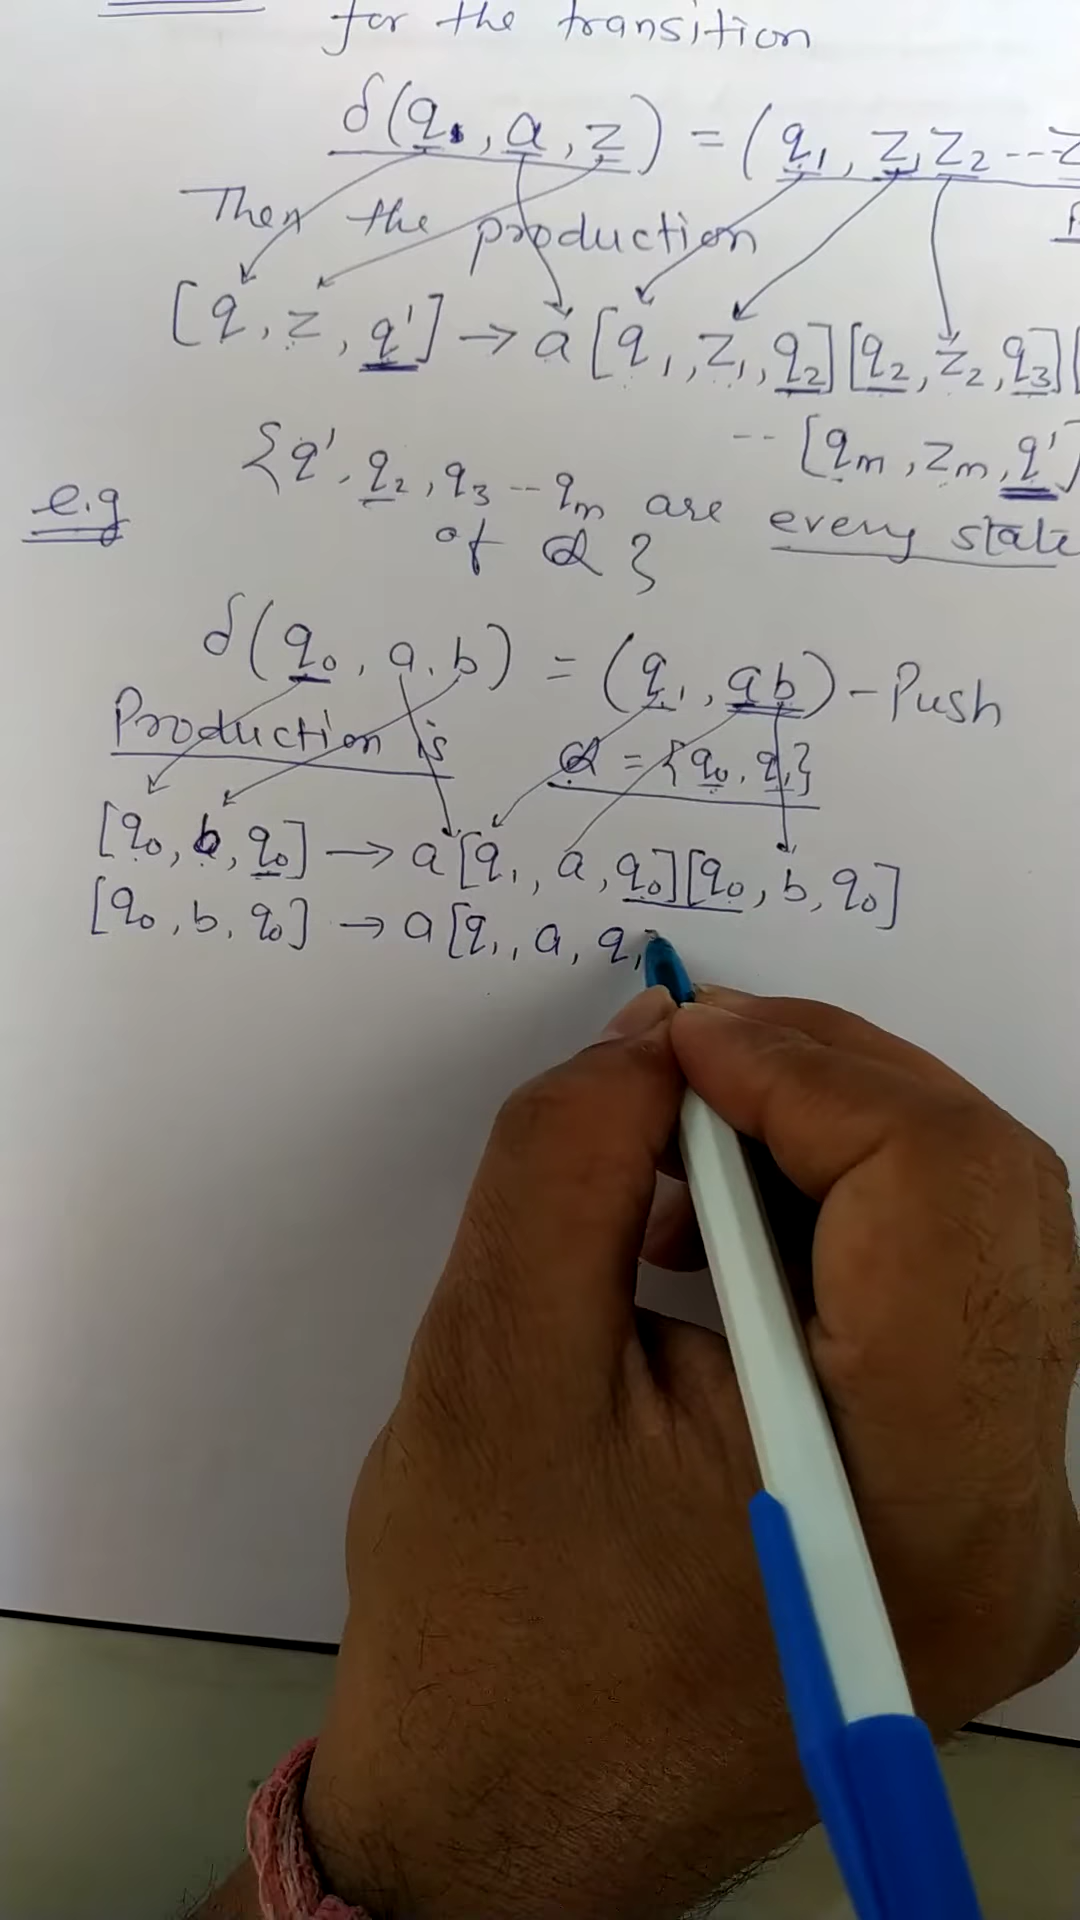 for the transition
δ(q, a, z) = (q₁, z₁z₂ --- z
Then the production
[q, z, q'] → a[q₁, z₁, q₂][q₂, z₂, q₃][
-- [qm, zm, q']
{q', q₂, q₃ -- qm are every state
e.g
of Q}
δ(q₀, a, b) = (q₁, ab) - Push
Production is
Q = {q₀, q₁}
[q₀, b, q₀] → a[q₁, a, q₀][q₀, b, q₀]
[q₀, b, q₀] → a[q₁, a, q₁